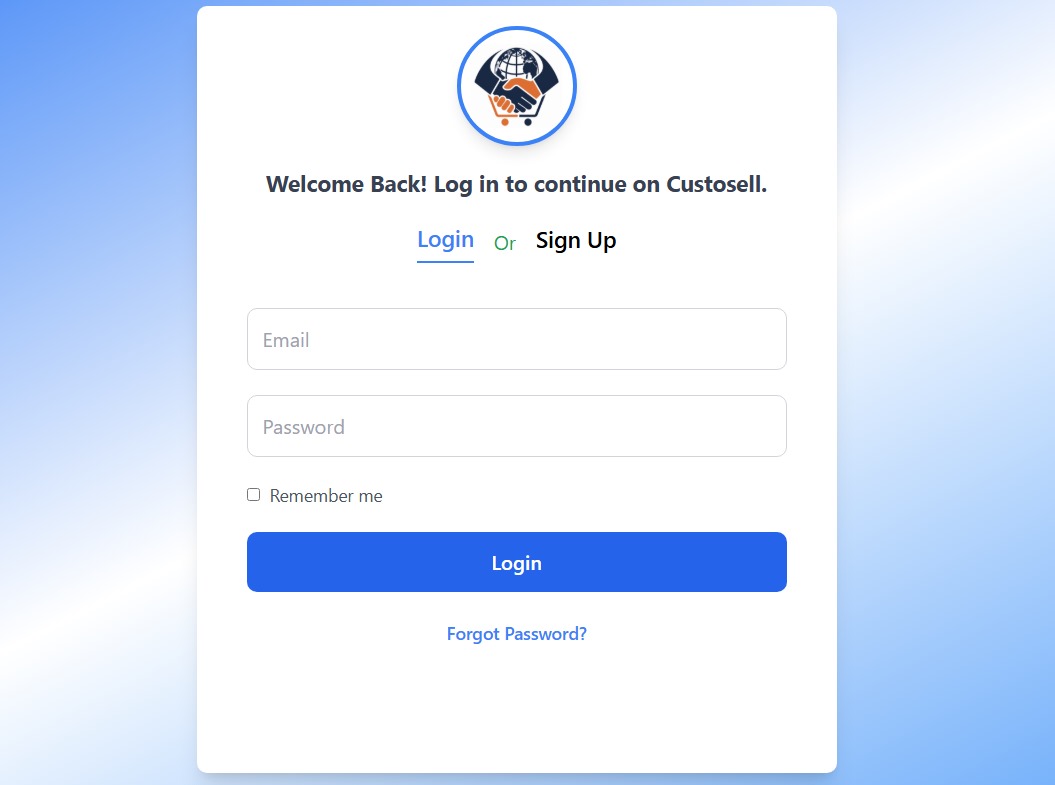 Welcome Back! Log in to continue on Custosell.
Login Or Sign Up
Email
Password
Remember me
Login
Forgot Password?